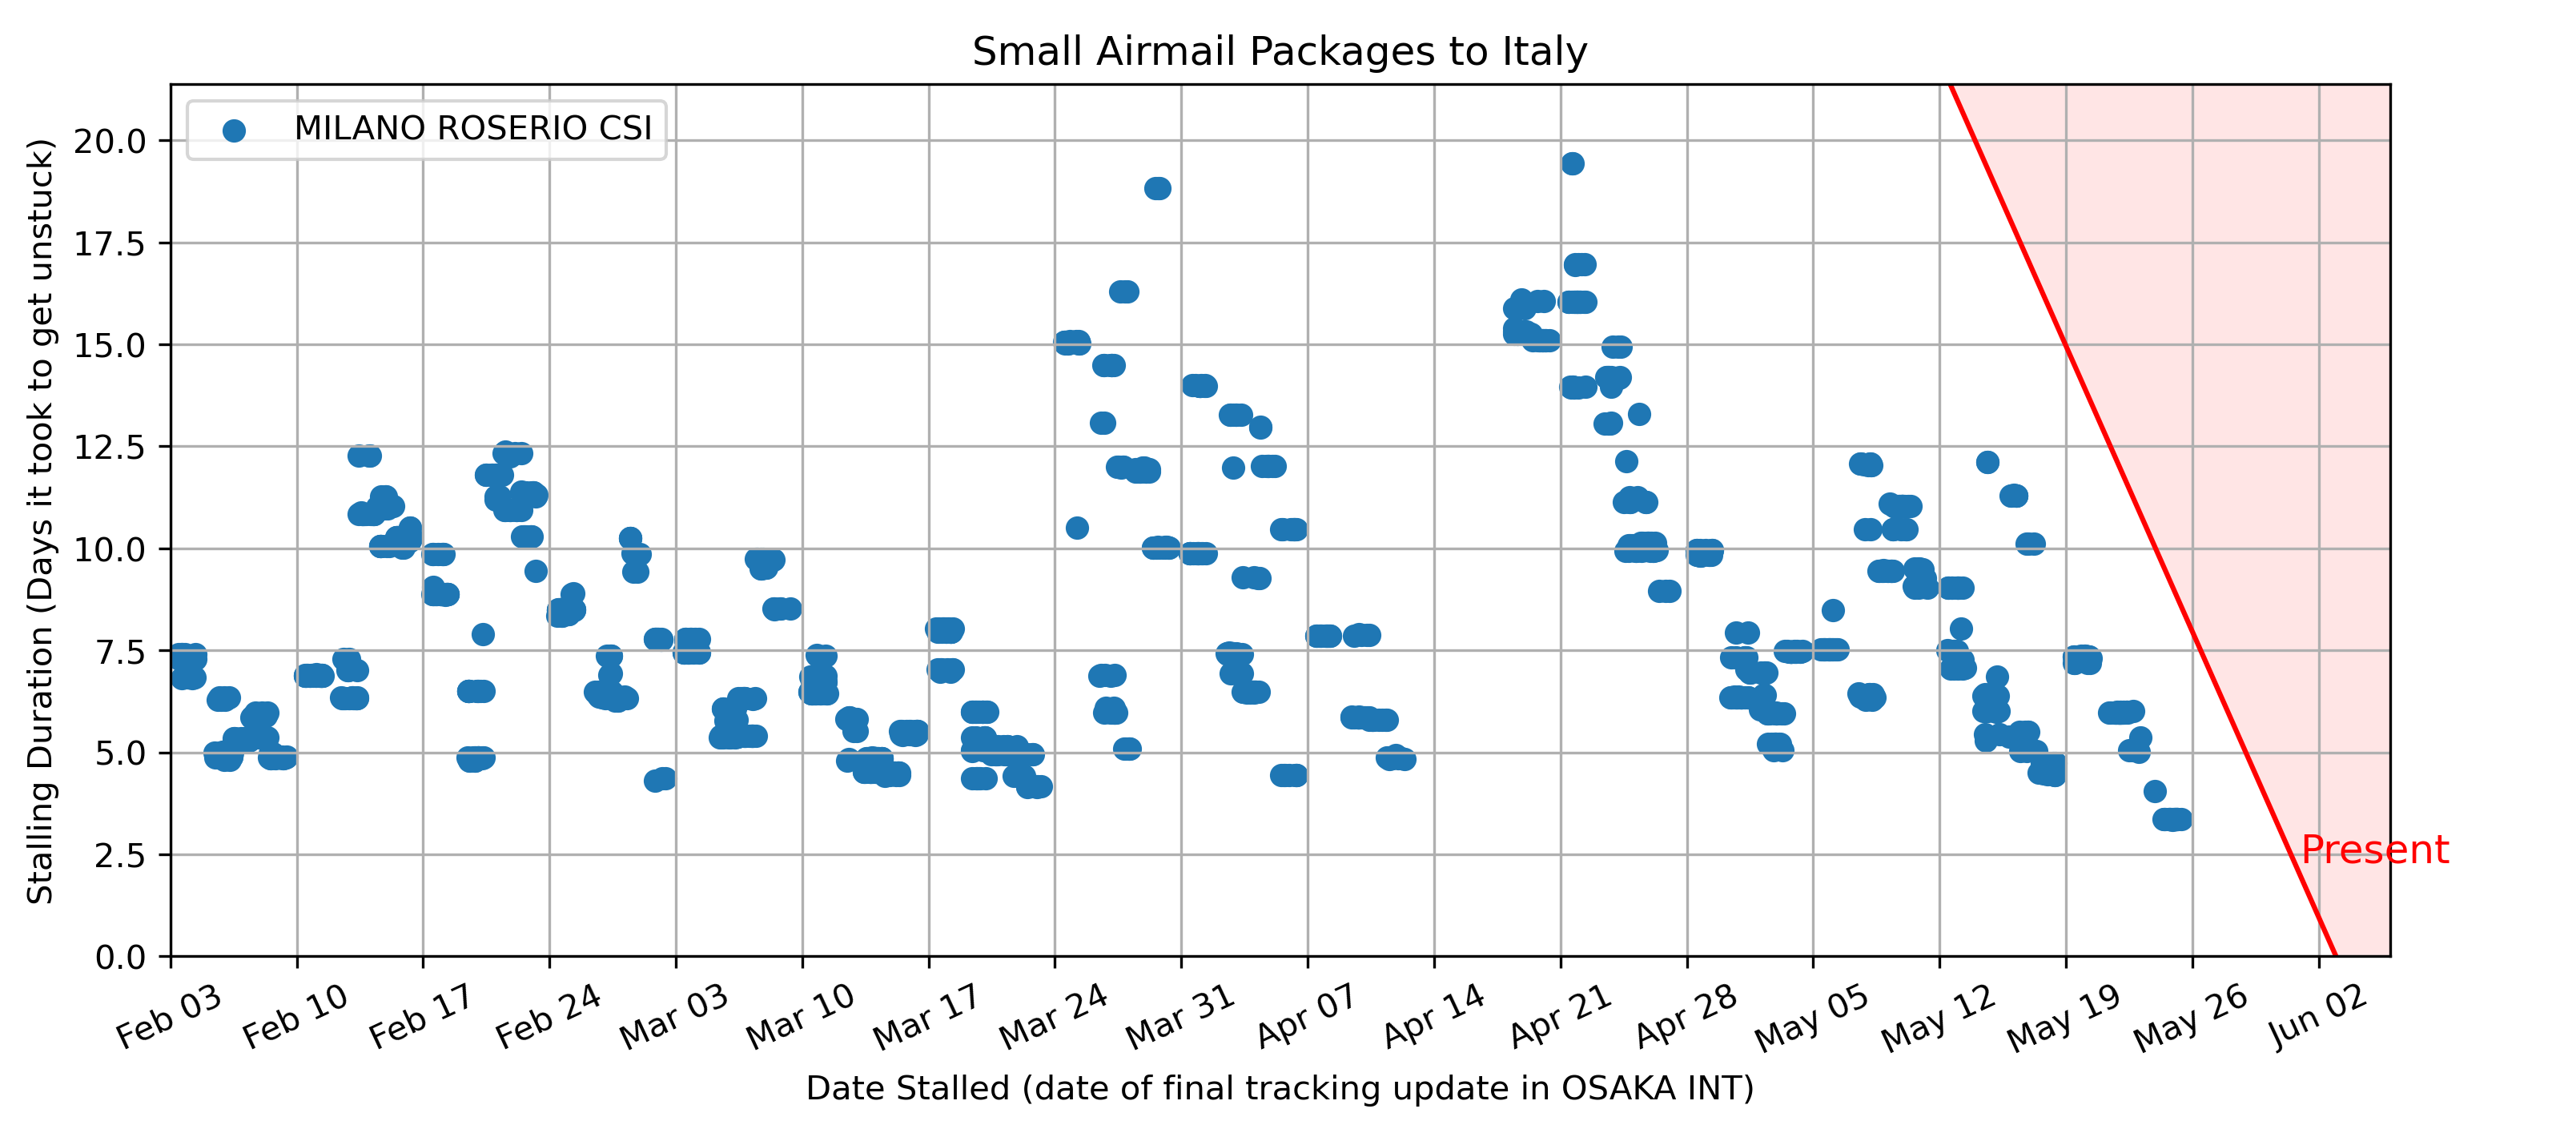 Small Airmail Packages to Italy
MILANO ROSERIO CSI
Stalling Duration (Days it took to get unstuck)
20.0
17.5
15.0
12.5
10.0
7.5
5.0
2.5
0.0
Present
Feb 03
Feb 10
Feb 17
Feb 24
Mar 03
Mar 10
Mar 17
Mar 24
Mar 31
Apr 07
Apr 14
Apr 21
Apr 28
May 05
May 12
May 19
May 26
Jun 02
Date Stalled (date of final tracking update in OSAKA INT)